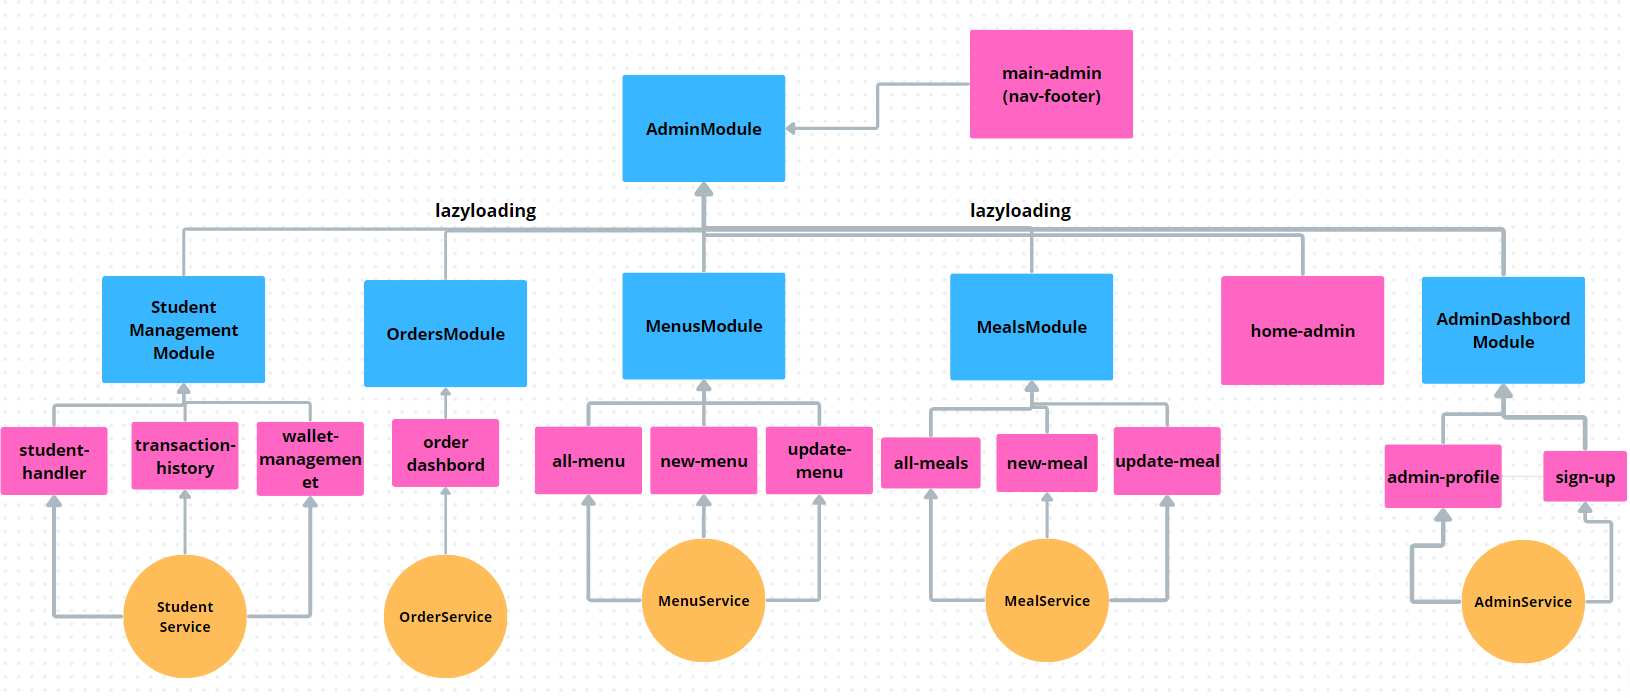 main-admin
(nav-footer)
AdminModule
lazyloading
lazyloading
Student
Management
Module
OrdersModule
MenusModule
MealsModule
home-admin
AdminDashbord
Module
student-
handler
transaction-
history
wallet-
managemen
et
order
dashbord
all-menu
new-menu
update-
menu
all-meals
new-meal
update-meal
admin-profile
sign-up
Student
Service
OrderService
MenuService
MealService
AdminService